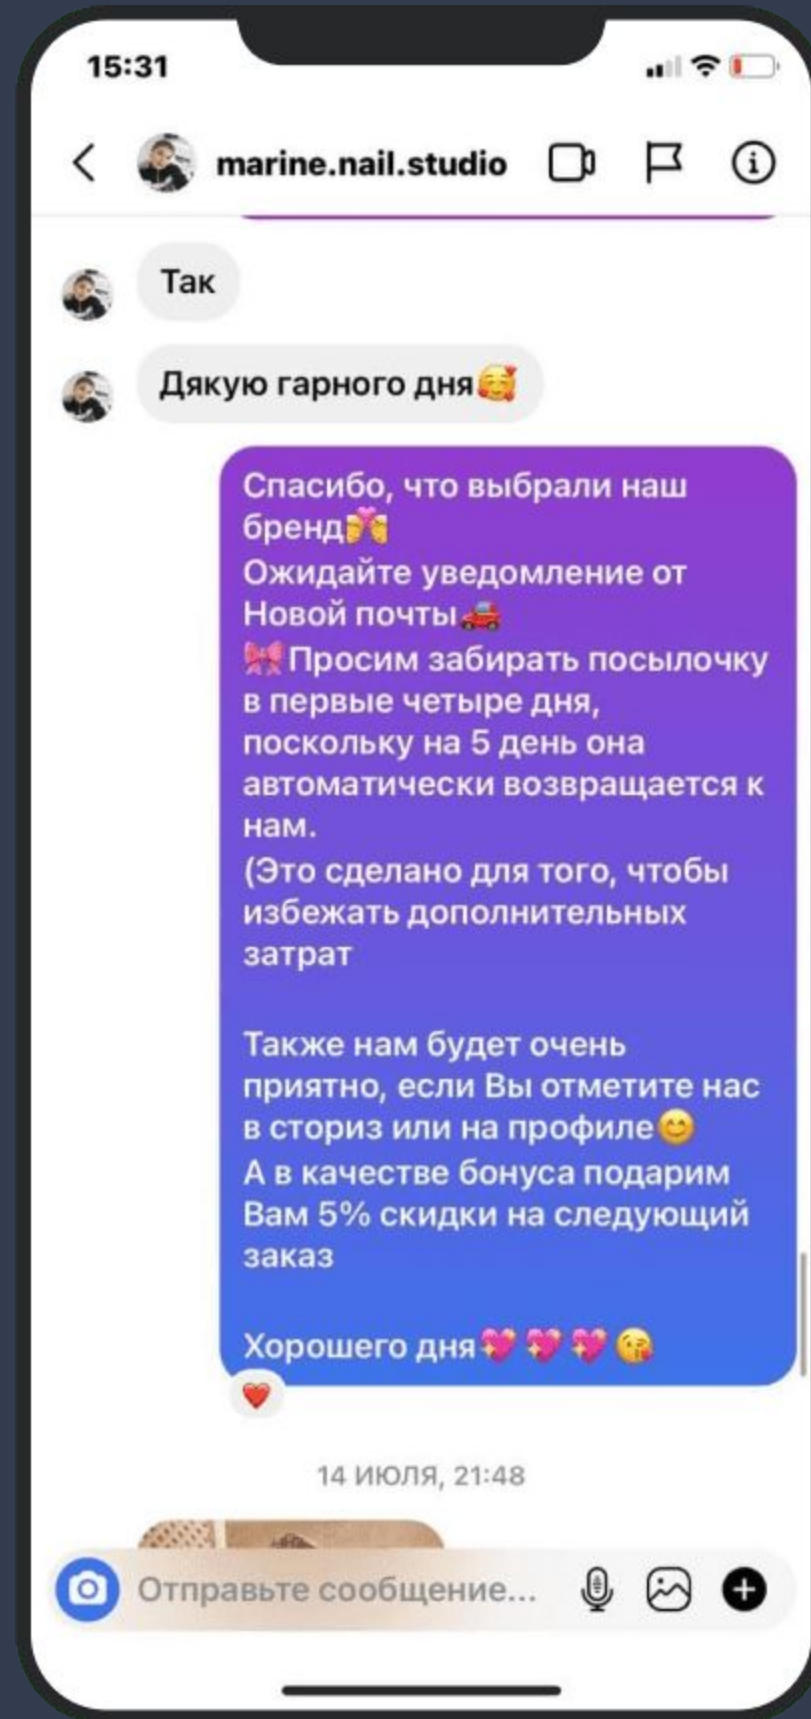 15:31
marine.nail.studio
Так
Дякую гарного дня🥰
Спасибо, что выбрали наш
бренд👩‍❤️‍💋‍👩
Ожидайте уведомление от
Новой почты🚗
🎀Просим забирать посылочку
в первые четыре дня,
поскольку на 5 день она
автоматически возвращается к
нам.
(Это сделано для того, чтобы
избежать дополнительных
затрат
Также нам будет очень
приятно, если Вы отметите нас
в сториз или на профиле😊
А в качестве бонуса подарим
Вам 5% скидки на следующий
заказ
Хорошего дня💖💖💖😘
❤️
14 ИЮЛЯ, 21:48
Отправьте сообщение...